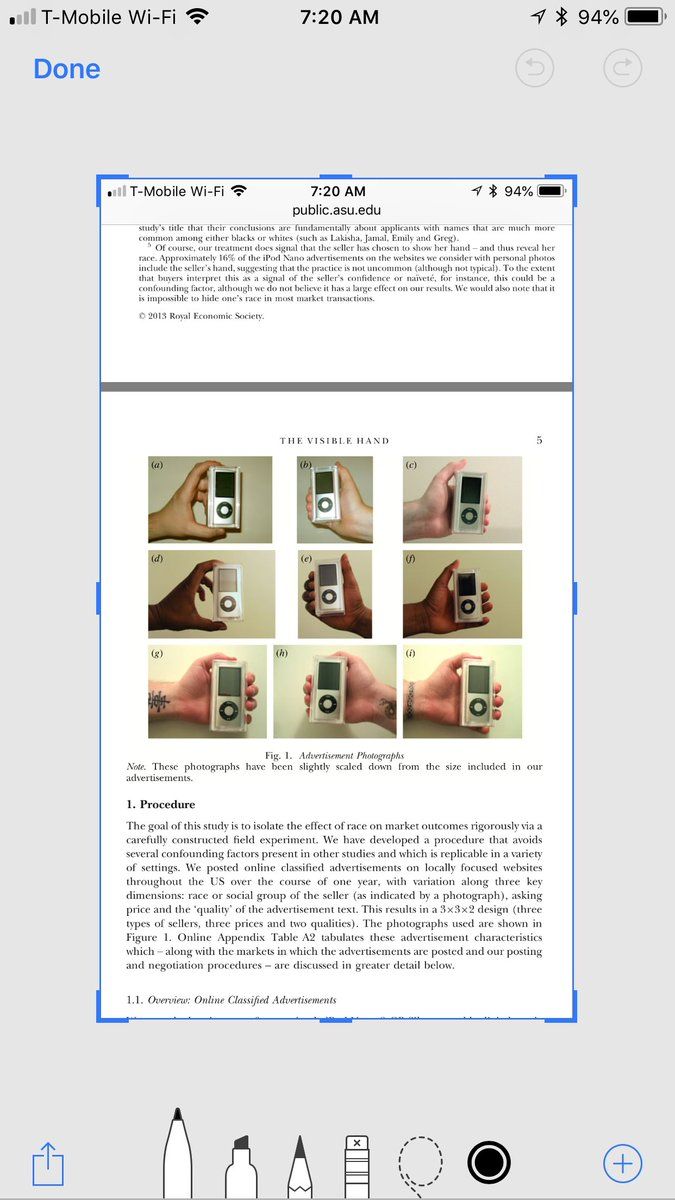 T-Mobile Wi-Fi 7:20 AM 94%
Done
T-Mobile Wi-Fi 7:20 AM 94%
public.asu.edu
study's title that their conclusions are fundamentally about applicants with names that are much more
common among either blacks or whites (such as Lakisha, Jamal, Emily and Greg).
5 Of course, our treatment does signal that the seller has chosen to show her hand – and thus reveal her
race. Approximately 16% of the iPod Nano advertisements on the websites we consider with personal photos
include the seller's hand, suggesting that the practice is not uncommon (although not typical). To the extent
that buyers interpret this as a signal of the seller's confidence or naïveté, for instance, this could be a
confounding factor, although we do not believe it has a large effect on our results. We would also note that it
is impossible to hide one's race in most market transactions.
© 2013 Royal Economic Society.
THE VISIBLE HAND 5
(a) (b) (c)
(d) (e) (f)
(g) (h) (i)
Fig. 1. Advertisement Photographs
Note. These photographs have been slightly scaled down from the size included in our
advertisements.
1. Procedure
The goal of this study is to isolate the effect of race on market outcomes rigorously via a
carefully constructed field experiment. We have developed a procedure that avoids
several confounding factors present in other studies and which is replicable in a variety
of settings. We posted online classified advertisements on locally focused websites
throughout the US over the course of one year, with variation along three key
dimensions: race or social group of the seller (as indicated by a photograph), asking
price and the 'quality' of the advertisement text. This results in a 3×3×2 design (three
types of sellers, three prices and two qualities). The photographs used are shown in
Figure 1. Online Appendix Table A2 tabulates these advertisement characteristics
which – along with the markets in which the advertisements are posted and our posting
and negotiation procedures – are discussed in greater detail below.
1.1. Overview: Online Classified Advertisements